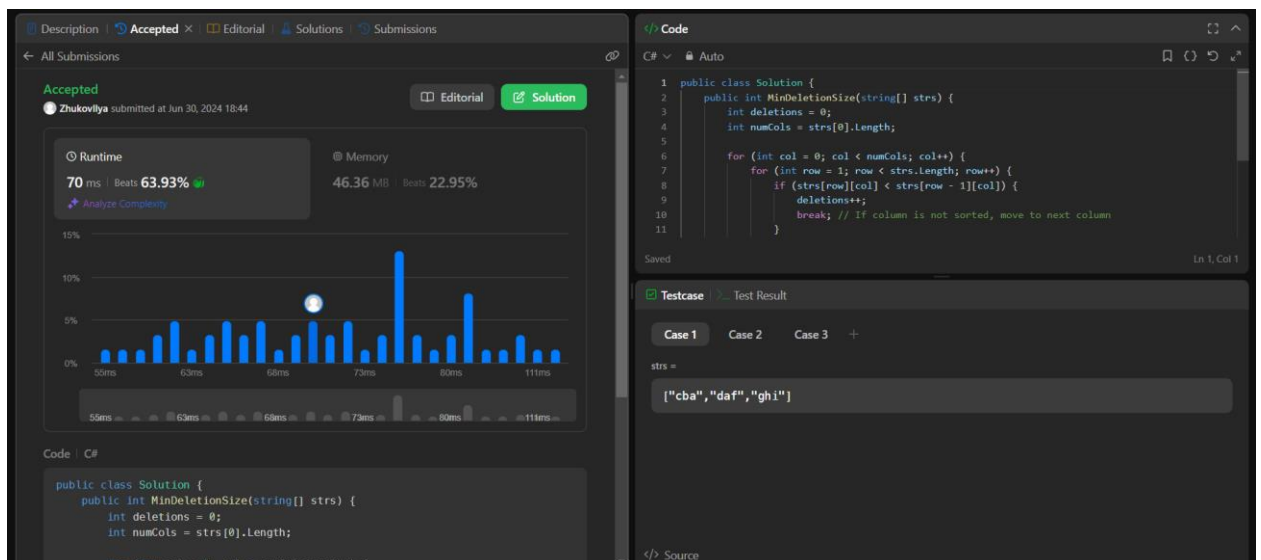 Description | Accepted × | Editorial | Solutions | Submissions
← All Submissions
Accepted
ZhukovIlya submitted at Jun 30, 2024 18:44
Editorial
Solution
Runtime
70 ms | Beats 63.93%
Analyze Complexity
Memory
46.36 MB | Beats 22.95%
15%
10%
5%
0%
55ms 63ms 68ms 73ms 80ms 111ms
55ms 63ms 68ms 73ms 80ms 111ms
Code | C#
public class Solution {
    public int MinDeletionSize(string[] strs) {
        int deletions = 0;
        int numCols = strs[0].Length;
</> Code
C# Auto
1 public class Solution {
2     public int MinDeletionSize(string[] strs) {
3         int deletions = 0;
4         int numCols = strs[0].Length;
5
6         for (int col = 0; col < numCols; col++) {
7             for (int row = 1; row < strs.Length; row++) {
8                 if (strs[row][col] < strs[row - 1][col]) {
9                     deletions++;
10                     break; // If column is not sorted, move to next column
11                 }
Saved
Ln 1, Col 1
Testcase | >_ Test Result
Case 1 Case 2 Case 3 +
strs =
["cba","daf","ghi"]
</> Source